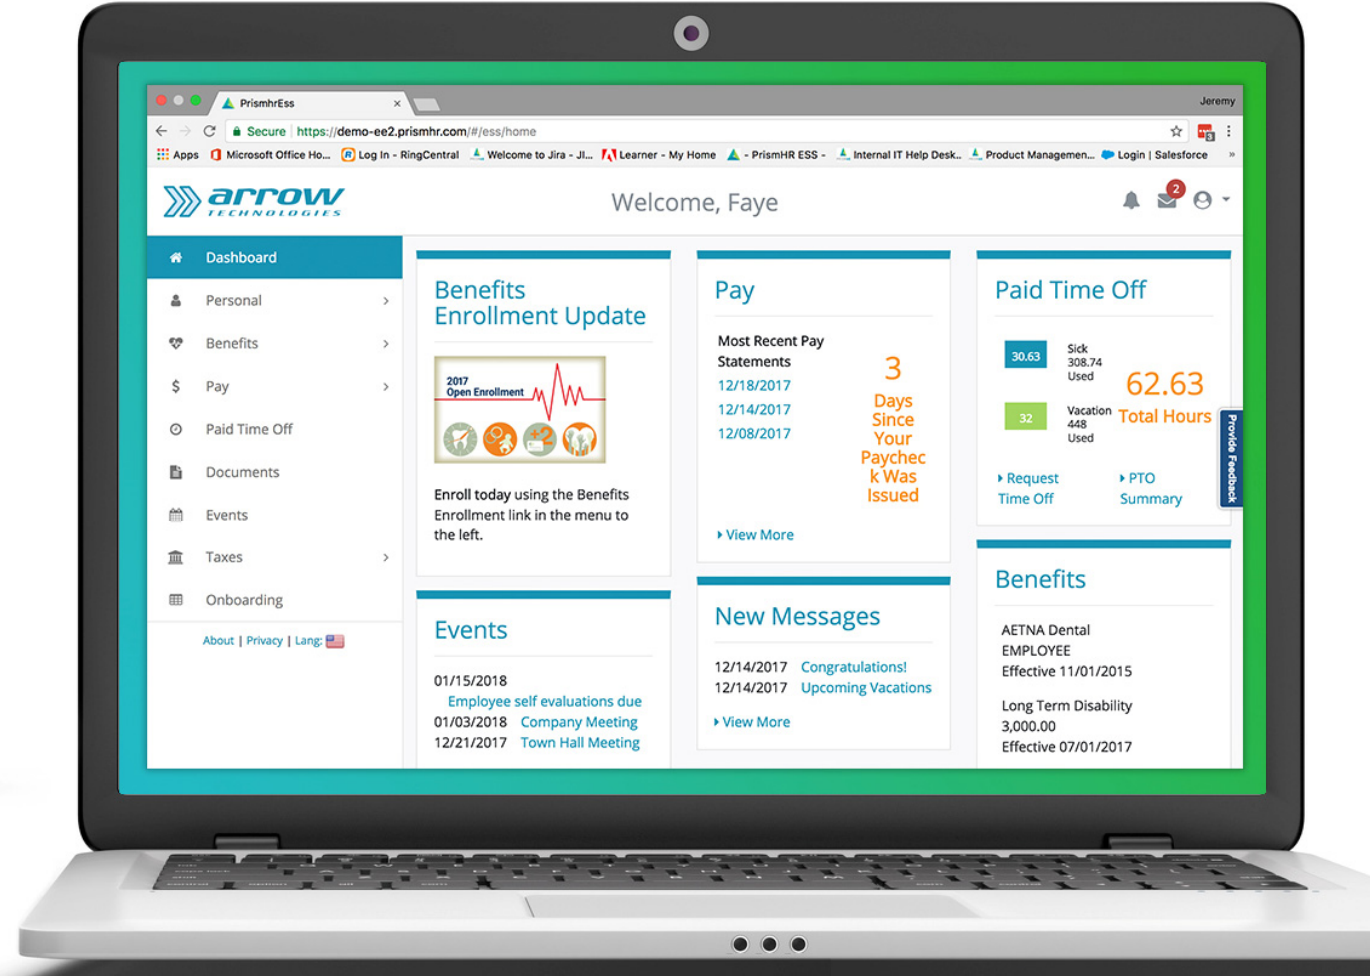 PrismhrEss
Jeremy
Secure https://demo-ee2.prismhr.com/#/ess/home
3
Apps Microsoft Office Ho... Log In - RingCentral Welcome to Jira - JI... Learner - My Home - PrismHR ESS - Internal IT Help Desk.. Product Managemen... Login | Salesforce »
arrow
TECHNOLOGIES
Welcome, Faye
2
Dashboard
Personal
Benefits
Pay
Paid Time Off
Documents
Events
Taxes
Onboarding
About | Privacy | Lang:
Benefits
Enrollment Update
2017
Open Enrollment
+2
Enroll today using the Benefits
Enrollment link in the menu to
the left.
Events
01/15/2018
Employee self evaluations due
01/03/2018 Company Meeting
12/21/2017 Town Hall Meeting
Pay
Most Recent Pay
Statements
12/18/2017
12/14/2017
12/08/2017
3
Days
Since
Your
Paychec
k Was
Issued
View More
New Messages
12/14/2017 Congratulations!
12/14/2017 Upcoming Vacations
View More
Paid Time Off
30.63
Sick
308.74
Used
32
Vacation
448
Used
62.63
Total Hours
Request
Time Off
PTO
Summary
Provide Feedback
Benefits
AETNA Dental
EMPLOYEE
Effective 11/01/2015
Long Term Disability
3,000.00
Effective 07/01/2017